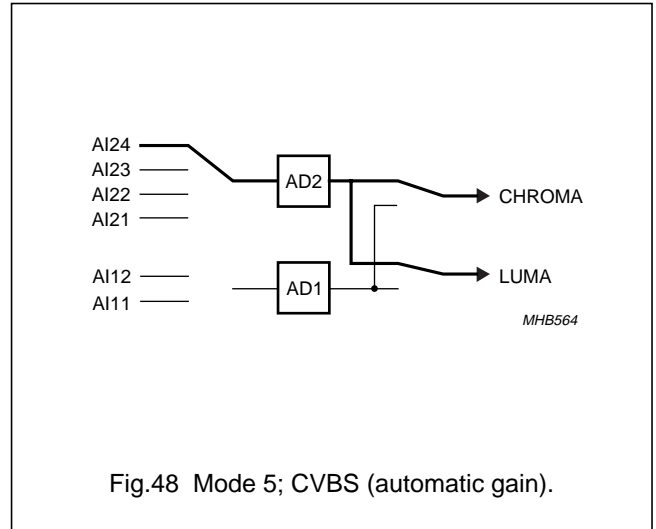 AI24
AI23
AI22
AI21
AD2
CHROMA
AI12
AI11
AD1
LUMA
MHB564
Fig.48 Mode 5; CVBS (automatic gain).